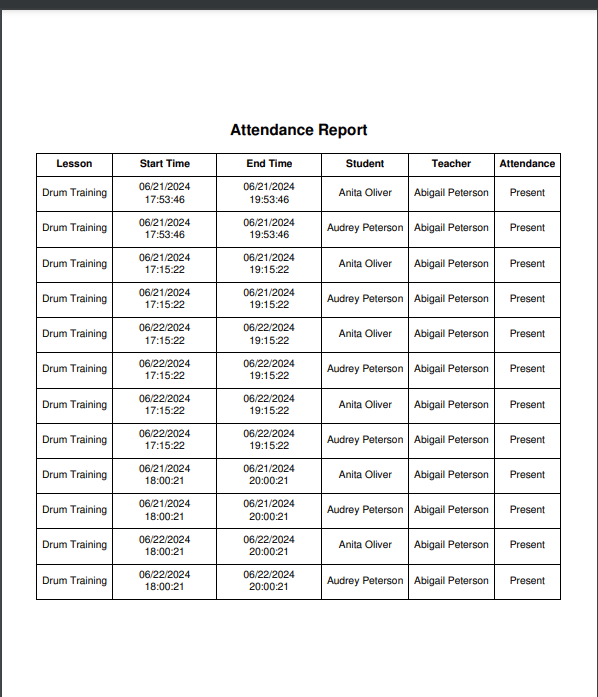 Attendance Report
Lesson Start Time End Time Student Teacher Attendance
Drum Training 06/21/2024 17:53:46 06/21/2024 19:53:46 Anita Oliver Abigail Peterson Present
Drum Training 06/21/2024 17:53:46 06/21/2024 19:53:46 Audrey Peterson Abigail Peterson Present
Drum Training 06/21/2024 17:15:22 06/21/2024 19:15:22 Anita Oliver Abigail Peterson Present
Drum Training 06/21/2024 17:15:22 06/21/2024 19:15:22 Audrey Peterson Abigail Peterson Present
Drum Training 06/22/2024 17:15:22 06/22/2024 19:15:22 Anita Oliver Abigail Peterson Present
Drum Training 06/22/2024 17:15:22 06/22/2024 19:15:22 Audrey Peterson Abigail Peterson Present
Drum Training 06/22/2024 17:15:22 06/22/2024 19:15:22 Anita Oliver Abigail Peterson Present
Drum Training 06/22/2024 17:15:22 06/22/2024 19:15:22 Audrey Peterson Abigail Peterson Present
Drum Training 06/21/2024 18:00:21 06/21/2024 20:00:21 Anita Oliver Abigail Peterson Present
Drum Training 06/21/2024 18:00:21 06/21/2024 20:00:21 Audrey Peterson Abigail Peterson Present
Drum Training 06/22/2024 18:00:21 06/22/2024 20:00:21 Anita Oliver Abigail Peterson Present
Drum Training 06/22/2024 18:00:21 06/22/2024 20:00:21 Audrey Peterson Abigail Peterson Present